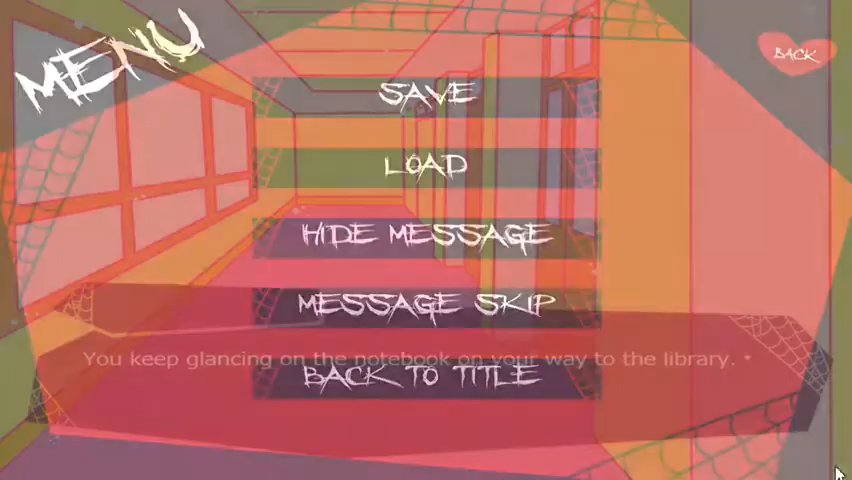 MENU
BACK
SAVE
LOAD
HIDE MESSAGE
MESSAGE SKIP
You keep glancing on the notebook on your way to the library.
BACK TO TITLE